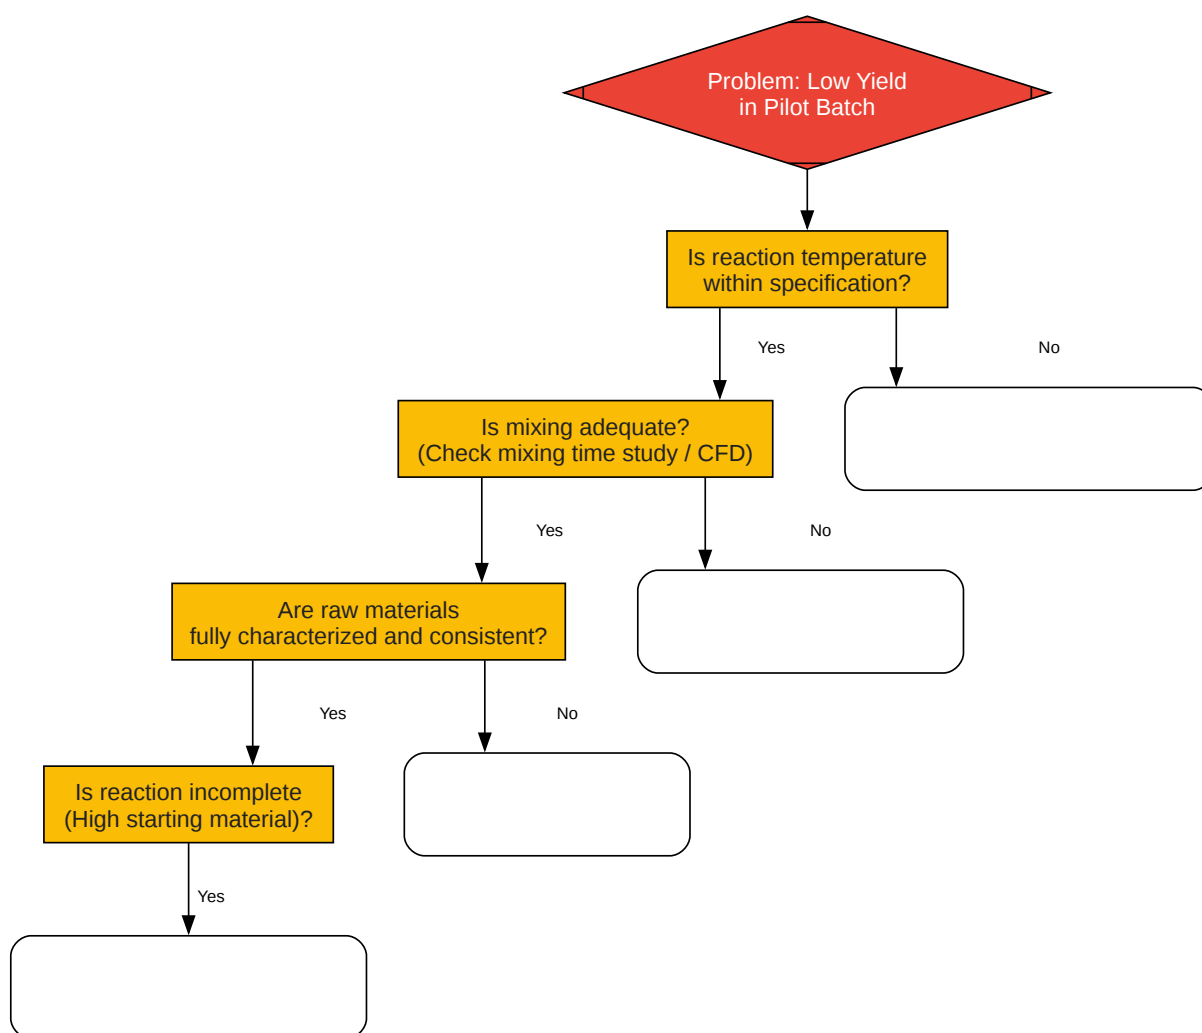 Problem: Low Yield
in Pilot Batch
Is reaction temperature
within specification?
Yes
No
Is mixing adequate?
(Check mixing time study / CFD)
Yes
No
Are raw materials
fully characterized and consistent?
Yes
No
Is reaction incomplete
(High starting material)?
Yes